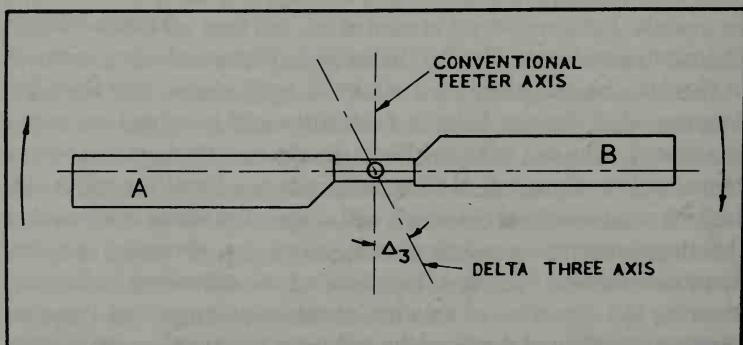 CONVENTIONAL
TEETER AXIS
A
B
Δ3
DELTA THREE AXIS